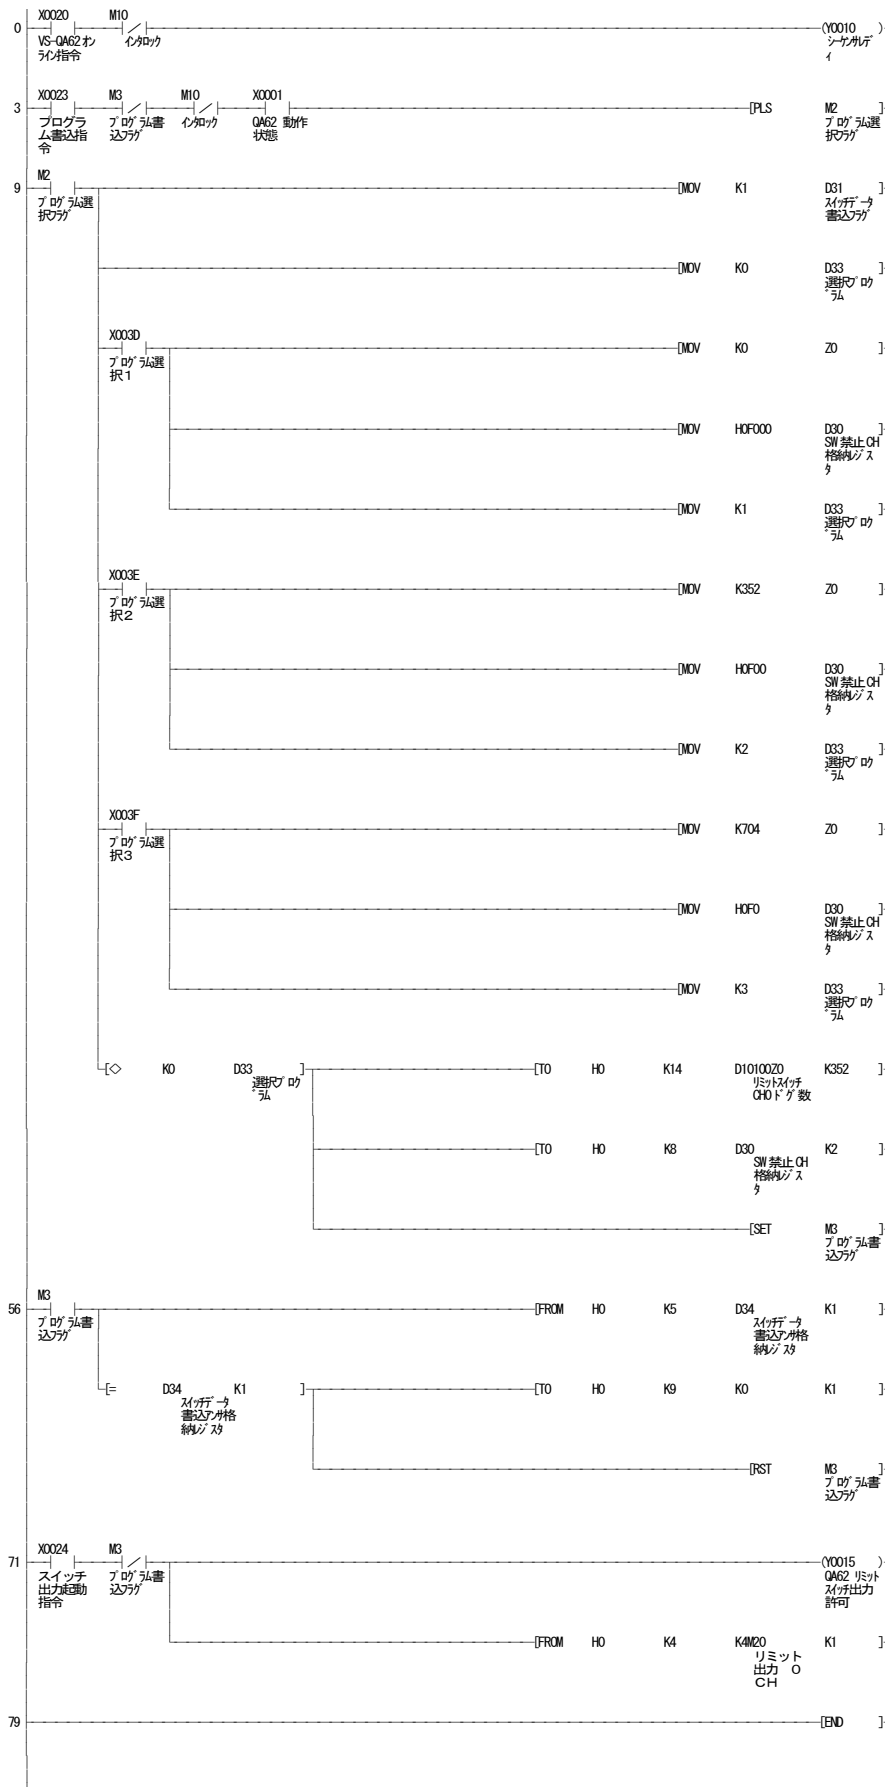 X0020 M10
0 (Y0010 )
VS-QA62オン インタロック シーケンサレデ
ライン指令 ィ
X0023 M3 M10 X0001
3 [PLS M2 ]
プログラ プログラム書 インタロック QA62 動作 プログラム選
ム書込指 込フラグ 状態 択フラグ
令
M2
9 [MOV K1 D31 ]
プログラム選 スイッチデータ
択フラグ 書込フラグ
[MOV K0 D33 ]
選択プログ
ラム
X003D
[MOV K0 Z0 ]
プログラム選
択1
[MOV H0F000 D30 ]
SW禁止CH
格納レジス
タ
[MOV K1 D33 ]
選択プログ
ラム
X003E
[MOV K352 Z0 ]
プログラム選
択2
[MOV H0F00 D30 ]
SW禁止CH
格納レジス
タ
[MOV K2 D33 ]
選択プログ
ラム
X003F
[MOV K704 Z0 ]
プログラム選
択3
[MOV H0F0 D30 ]
SW禁止CH
格納レジス
タ
[MOV K3 D33 ]
選択プログ
ラム
[<> K0 D33 ] [TO H0 K14 D10100Z0 K352 ]
選択プログ リミットスイッチ
ラム CH0ドグ数
[TO H0 K8 D30 K2 ]
SW禁止CH
格納レジス
タ
[SET M3 ]
プログラム書
込フラグ
M3
56 [FROM H0 K5 D34 K1 ]
プログラム書 スイッチデータ
込フラグ 書込アンサ格
納レジスタ
[= D34 K1 ] [TO H0 K9 K0 K1 ]
スイッチデータ
書込アンサ格
納レジスタ
[RST M3 ]
プログラム書
込フラグ
X0024 M3
71 (Y0015 )
スイッチ プログラム書 QA62 リミット
出力起動 込フラグ スイッチ出力
指令 許可
[FROM H0 K4 K4M20 K1 ]
リミット
出力 0
CH
79 [END ]